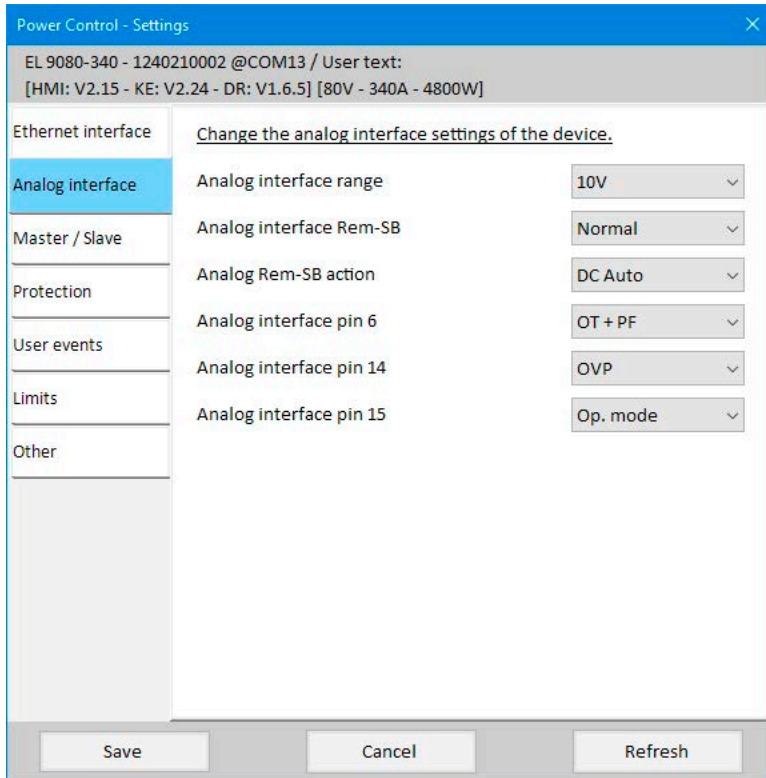 Power Control - Settings
EL 9080-340 - 1240210002 @COM13 / User text:
[HMI: V2.15 - KE: V2.24 - DR: V1.6.5] [80V - 340A - 4800W]
Ethernet interface
Analog interface
Master / Slave
Protection
User events
Limits
Other
Change the analog interface settings of the device.
Analog interface range 10V
Analog interface Rem-SB Normal
Analog Rem-SB action DC Auto
Analog interface pin 6 OT + PF
Analog interface pin 14 OVP
Analog interface pin 15 Op. mode
Save Cancel Refresh